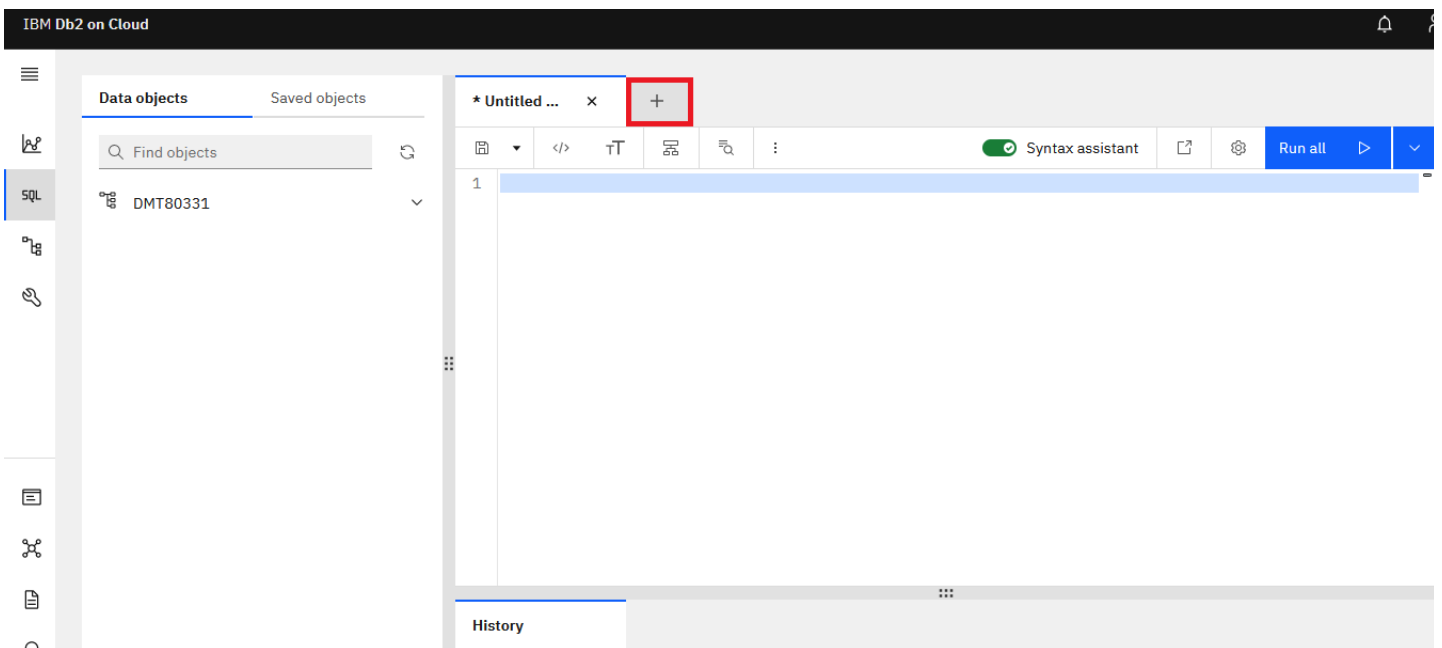 IBM Db2 on Cloud
Data objects Saved objects
* Untitled ... ×
+
Find objects
</> TT Syntax assistant Run all
SQL
DMT80331
1
History